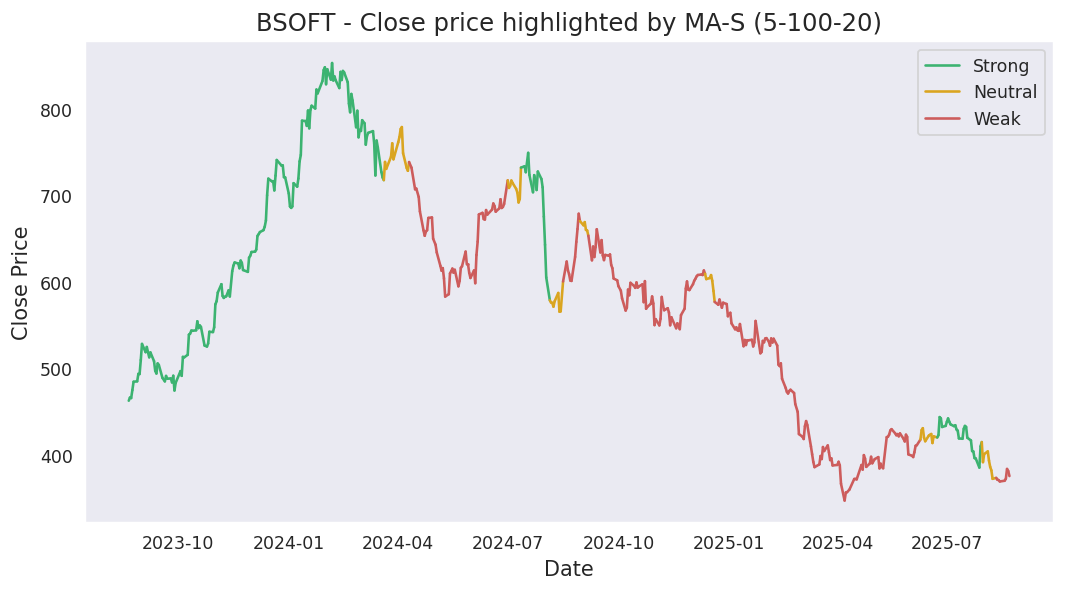 BSOFT - Close price highlighted by MA-S (5-100-20)
Strong
Neutral
Weak
Close Price
800
700
600
500
400
2023-10
2024-01
2024-04
2024-07
2024-10
2025-01
2025-04
2025-07
Date